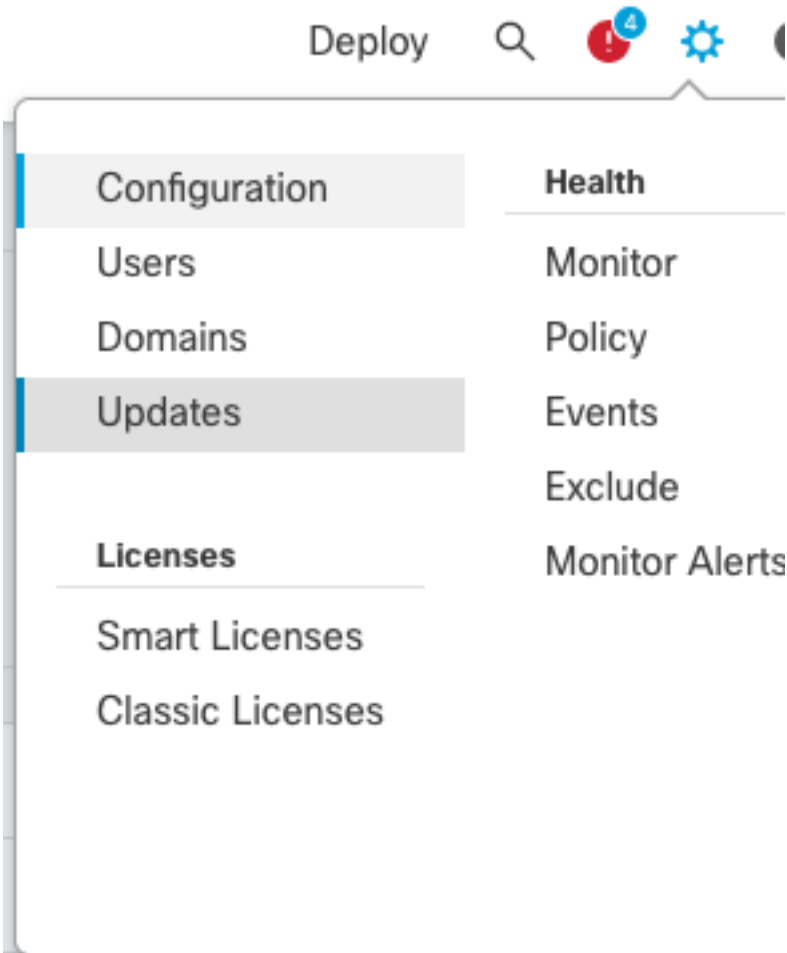 Deploy
4
Configuration
Users
Domains
Updates
Licenses
Smart Licenses
Classic Licenses
Health
Monitor
Policy
Events
Exclude
Monitor Alerts